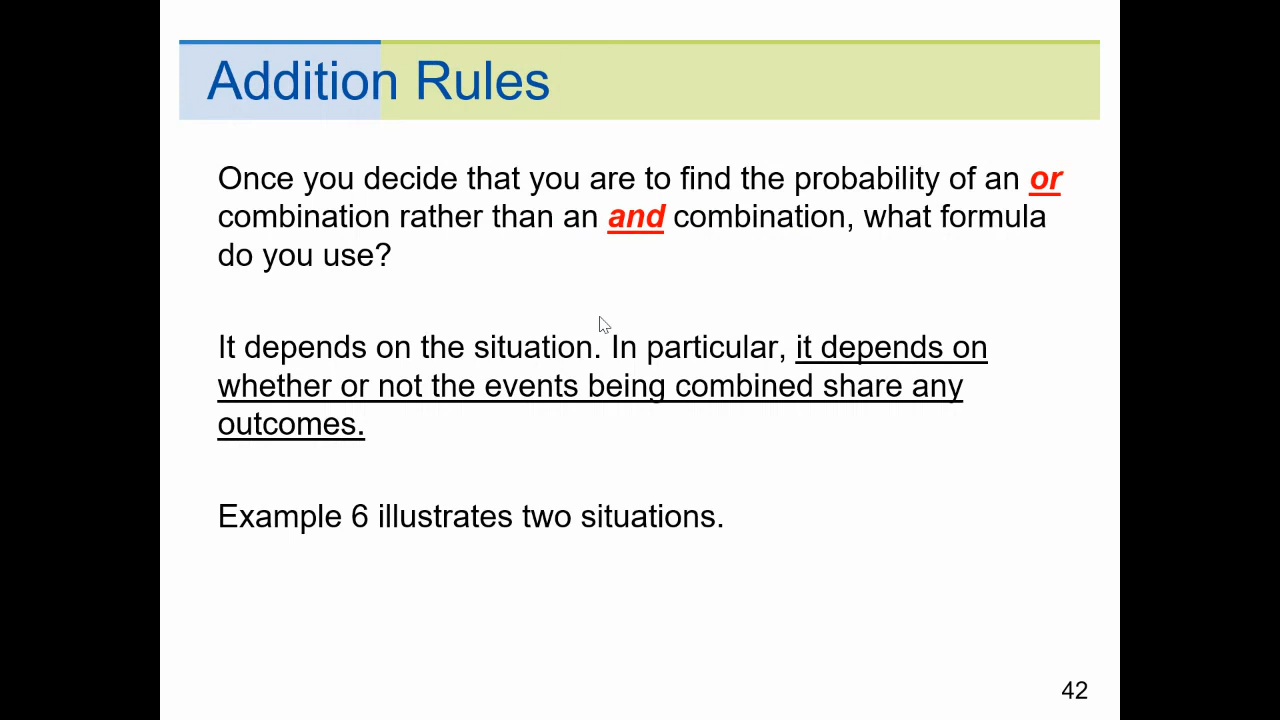 Addition Rules
Once you decide that you are to find the probability of an or
combination rather than an and combination, what formula
do you use?
It depends on the situation. In particular, it depends on
whether or not the events being combined share any
outcomes.
Example 6 illustrates two situations.
42